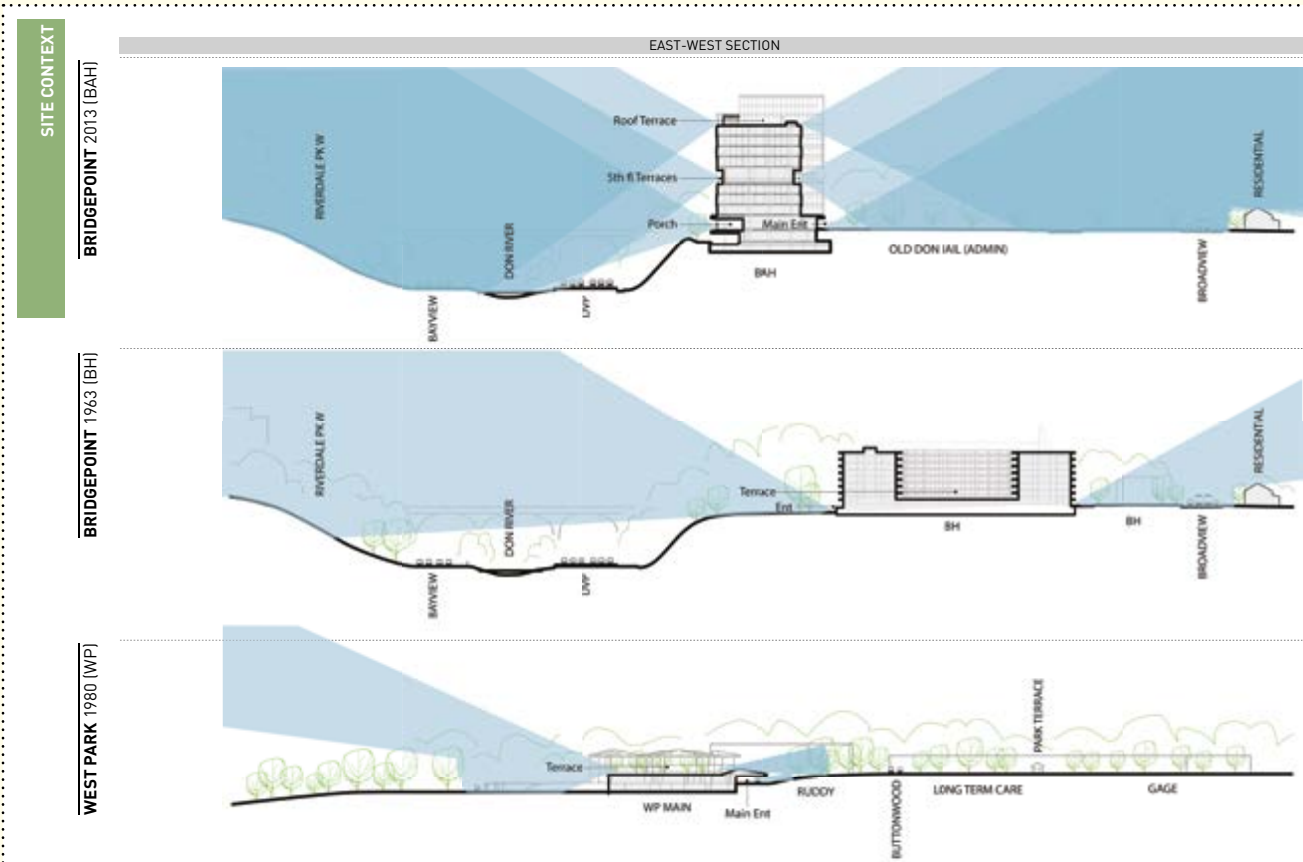 SITE CONTEXT
EAST-WEST SECTION
BRIDGEPOINT 2013 (BAH)
RIVERDALE PK W
DON RIVER
BAYVIEW
DVP
Roof Terrace
5th fl Terraces
Porch
Main Ent
BAH
OLD DON JAIL (ADMIN)
BROADVIEW
RESIDENTIAL
BRIDGEPOINT 1963 (BH)
RIVERDALE PK W
DON RIVER
BAYVIEW
DVP
Terrace
Ent
BH
BH
BROADVIEW
RESIDENTIAL
WEST PARK 1980 (WP)
Terrace
WP MAIN
Main Ent
RUDDY
BUTTONWOOD
LONG TERM CARE
PARK TERRACE
GAGE